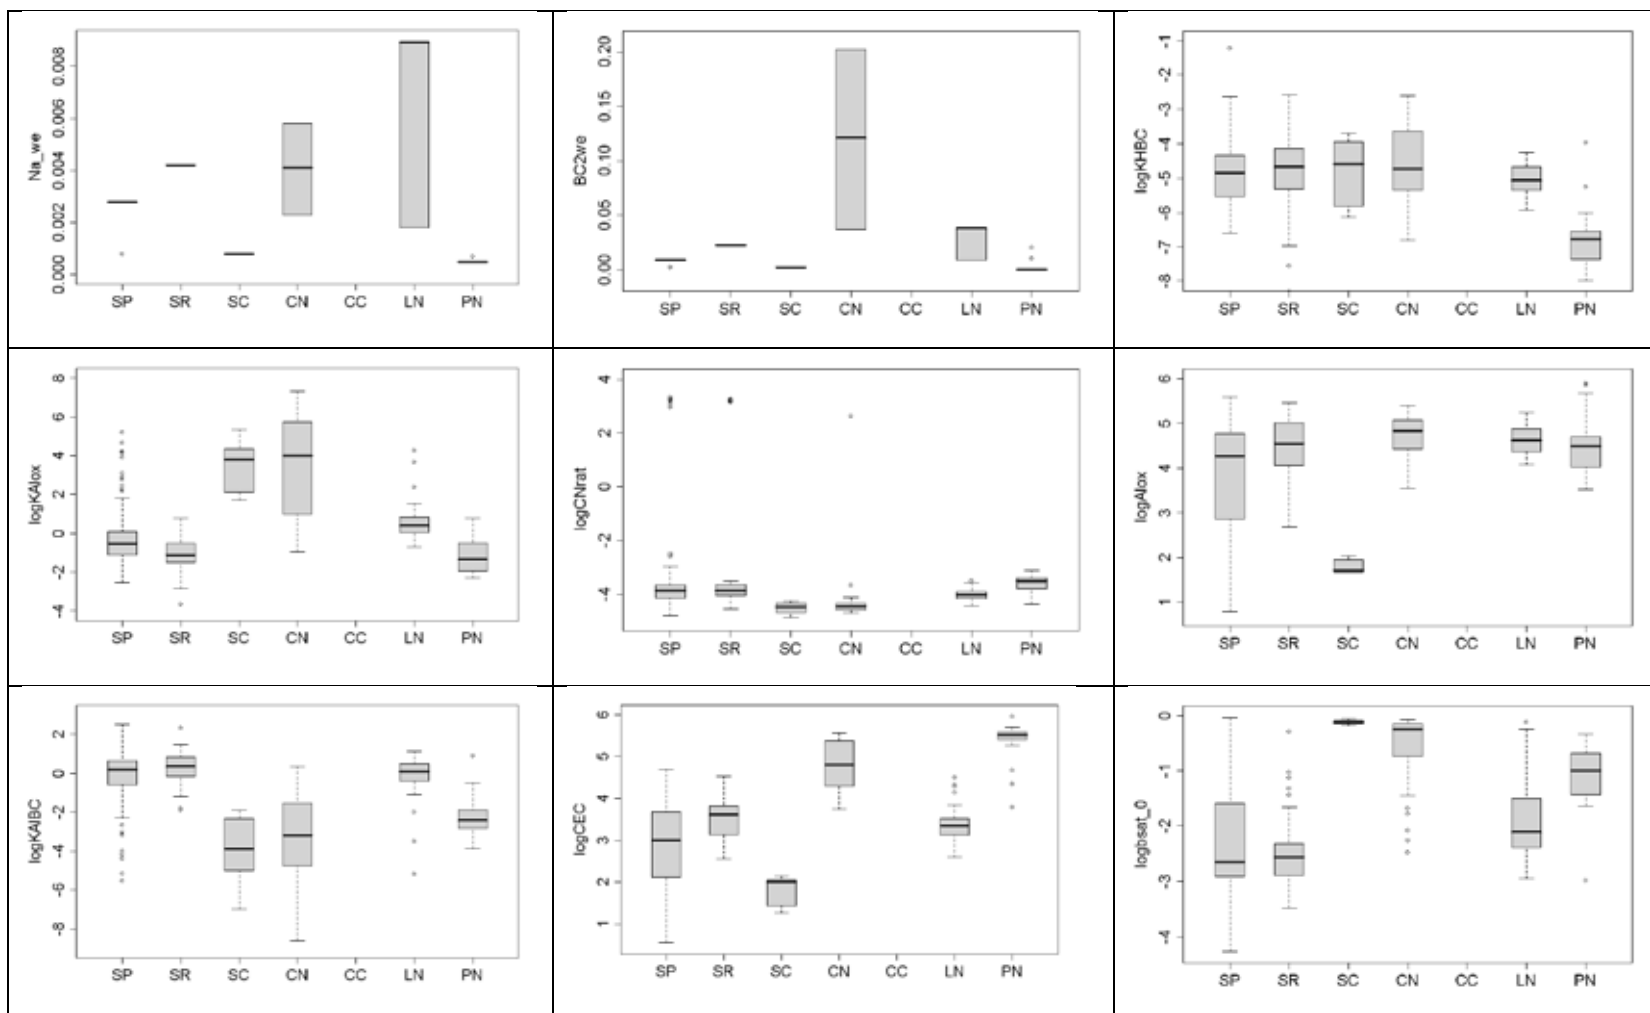 Na_we
0.008
0.006
0.004
0.002
0.000
SP SR SC CN CC LN PN
BC2we
0.20
0.15
0.10
0.05
0.00
SP SR SC CN CC LN PN
logKHBC
-1
-2
-3
-4
-5
-6
-7
-8
SP SR SC CN CC LN PN
logKAlox
8
6
4
2
0
-2
-4
SP SR SC CN CC LN PN
logCNrat
4
2
0
-2
-4
SP SR SC CN CC LN PN
logAlox
6
5
4
3
2
1
SP SR SC CN CC LN PN
logKAlBC
2
0
-2
-4
-6
-8
SP SR SC CN CC LN PN
logCEC
6
5
4
3
2
1
SP SR SC CN CC LN PN
logbsat_0
0
-1
-2
-3
-4
SP SR SC CN CC LN PN